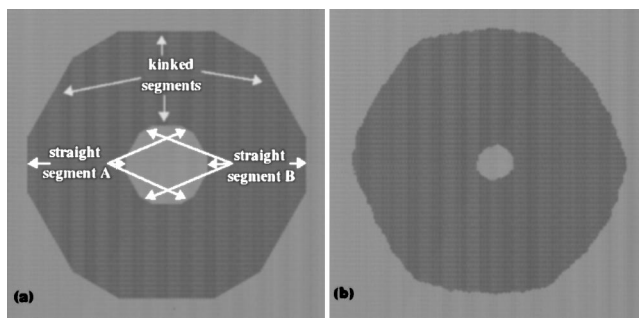 kinked
segments
straight
segment A
straight
segment B
(a)
(b)